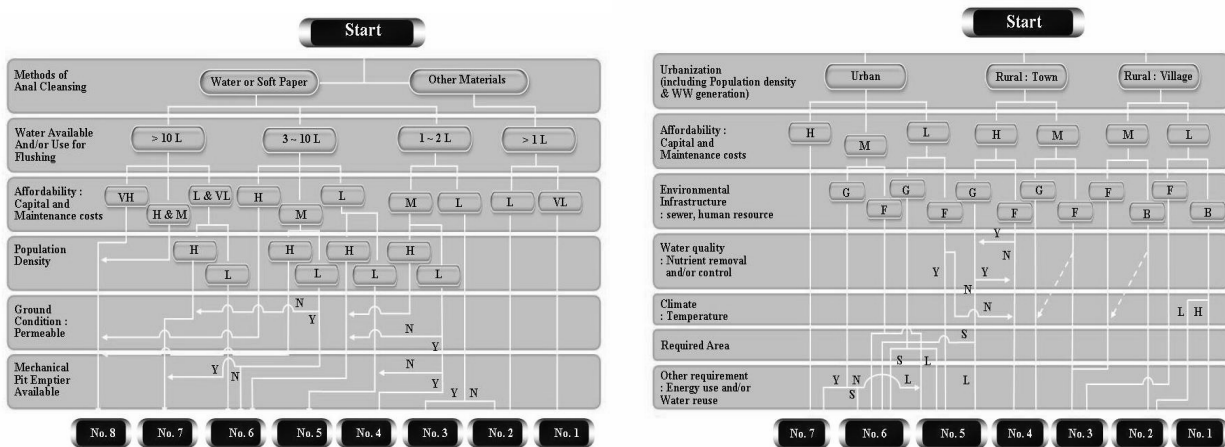 Start
Methods of
Anal Cleansing
Water or Soft Paper
Other Materials
Water Available
And/or Use for
Flushing
> 10 L
3 ~ 10 L
1 ~ 2 L
> 1 L
Affordability :
Capital and
Maintenance costs
VH
L & VL
H
L
H & M
M
M
L
L
VL
Population
Density
H
H
H
H
L
L
L
L
Ground
Condition :
Permeable
N
Y
N
Y
Mechanical
Pit Emptier
Available
Y
N
N
Y
Y
N
No. 8
No. 7
No. 6
No. 5
No. 4
No. 3
No. 2
No. 1
Start
Urbanization
(including Population density
& WW generation)
Urban
Rural : Town
Rural : Village
Affordability :
Capital and
Maintenance costs
H
M
L
H
M
M
L
Environmental
Infrastructure
: sewer, human resource
G
G
G
G
F
F
F
F
F
F
B
B
Water quality
: Nutrient removal
and/or control
Y
N
Y
Y
N
Climate
: Temperature
N
L
H
Required Area
S
S
L
Other requirement
: Energy use and/or
Water reuse
Y
N
L
L
S
No. 7
No. 6
No. 5
No. 4
No. 3
No. 2
No. 1